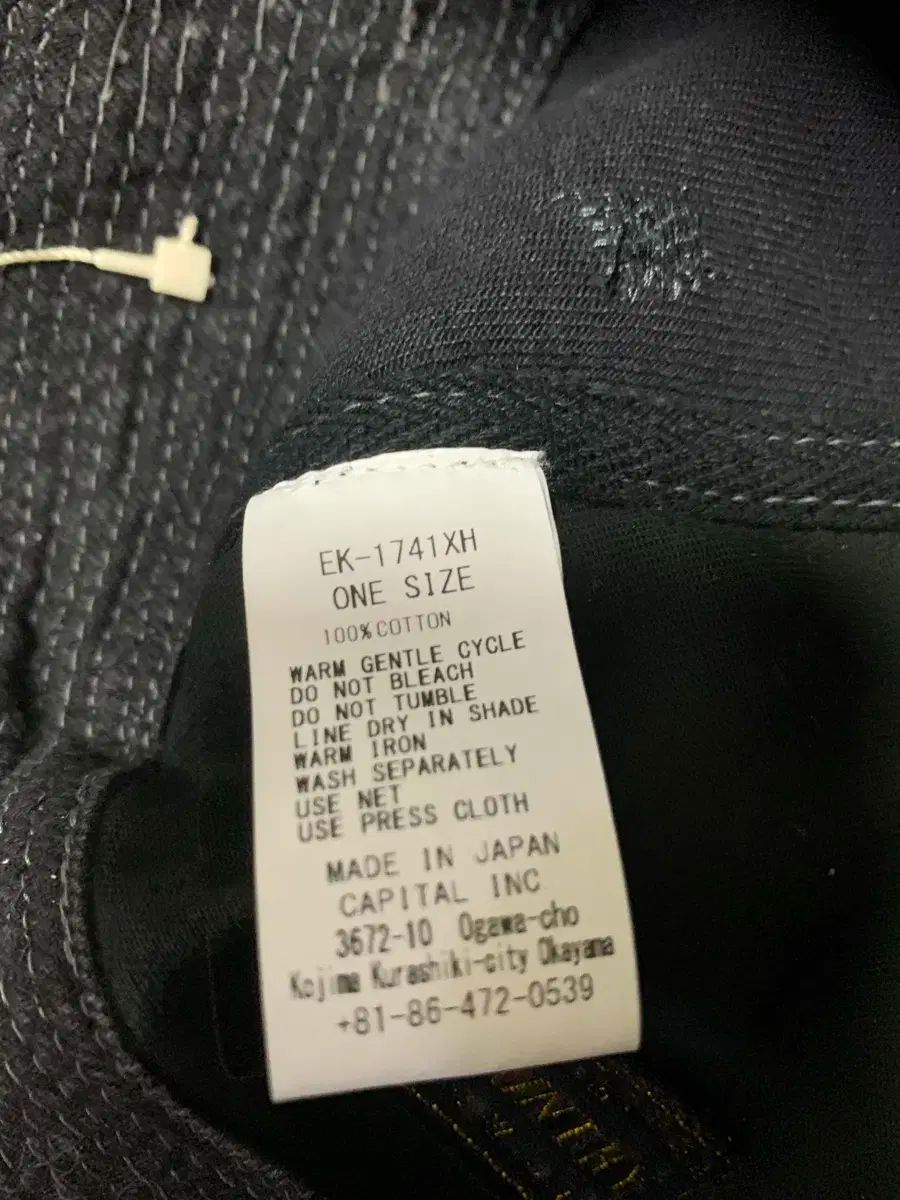 EK-1741XH
ONE SIZE
100%COTTON
WARM GENTLE CYCLE
DO NOT BLEACH
DO NOT TUMBLE
LINE DRY IN SHADE
WARM IRON
WASH SEPARATELY
USE NET
USE PRESS CLOTH
MADE IN JAPAN
CAPITAL INC
3672-10 Ogawa-cho
Kojima Kurashiki-city Okayama
+81-86-472-0539